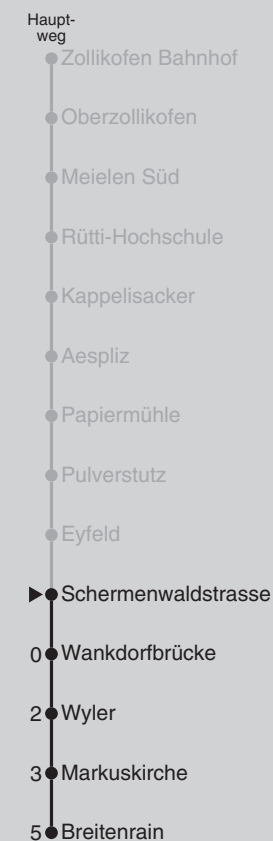 Haupt-
weg
Zollikofen Bahnhof
Oberzollikofen
Meielen Süd
Rütti-Hochschule
Kappelisacker
Aespliz
Papiermühle
Pulverstutz
Eyfeld
Schermenwaldstrasse
0 Wankdorfbrücke
2 Wyler
3 Markuskirche
5 Breitenrain